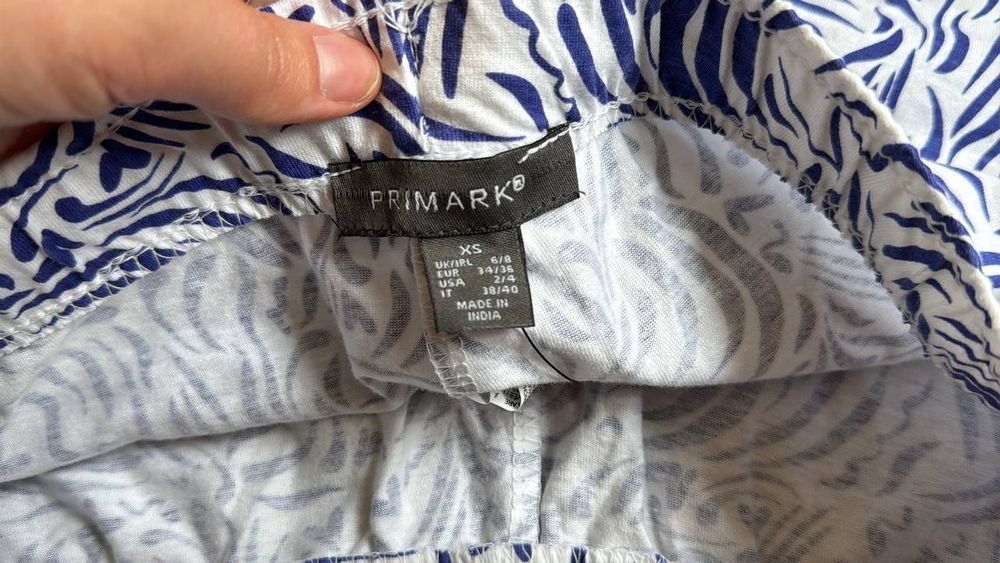 PRIMARK®
XS
UK/IRL 6/8
EUR 34/36
USA 2/4
IT 38/40
MADE IN
INDIA